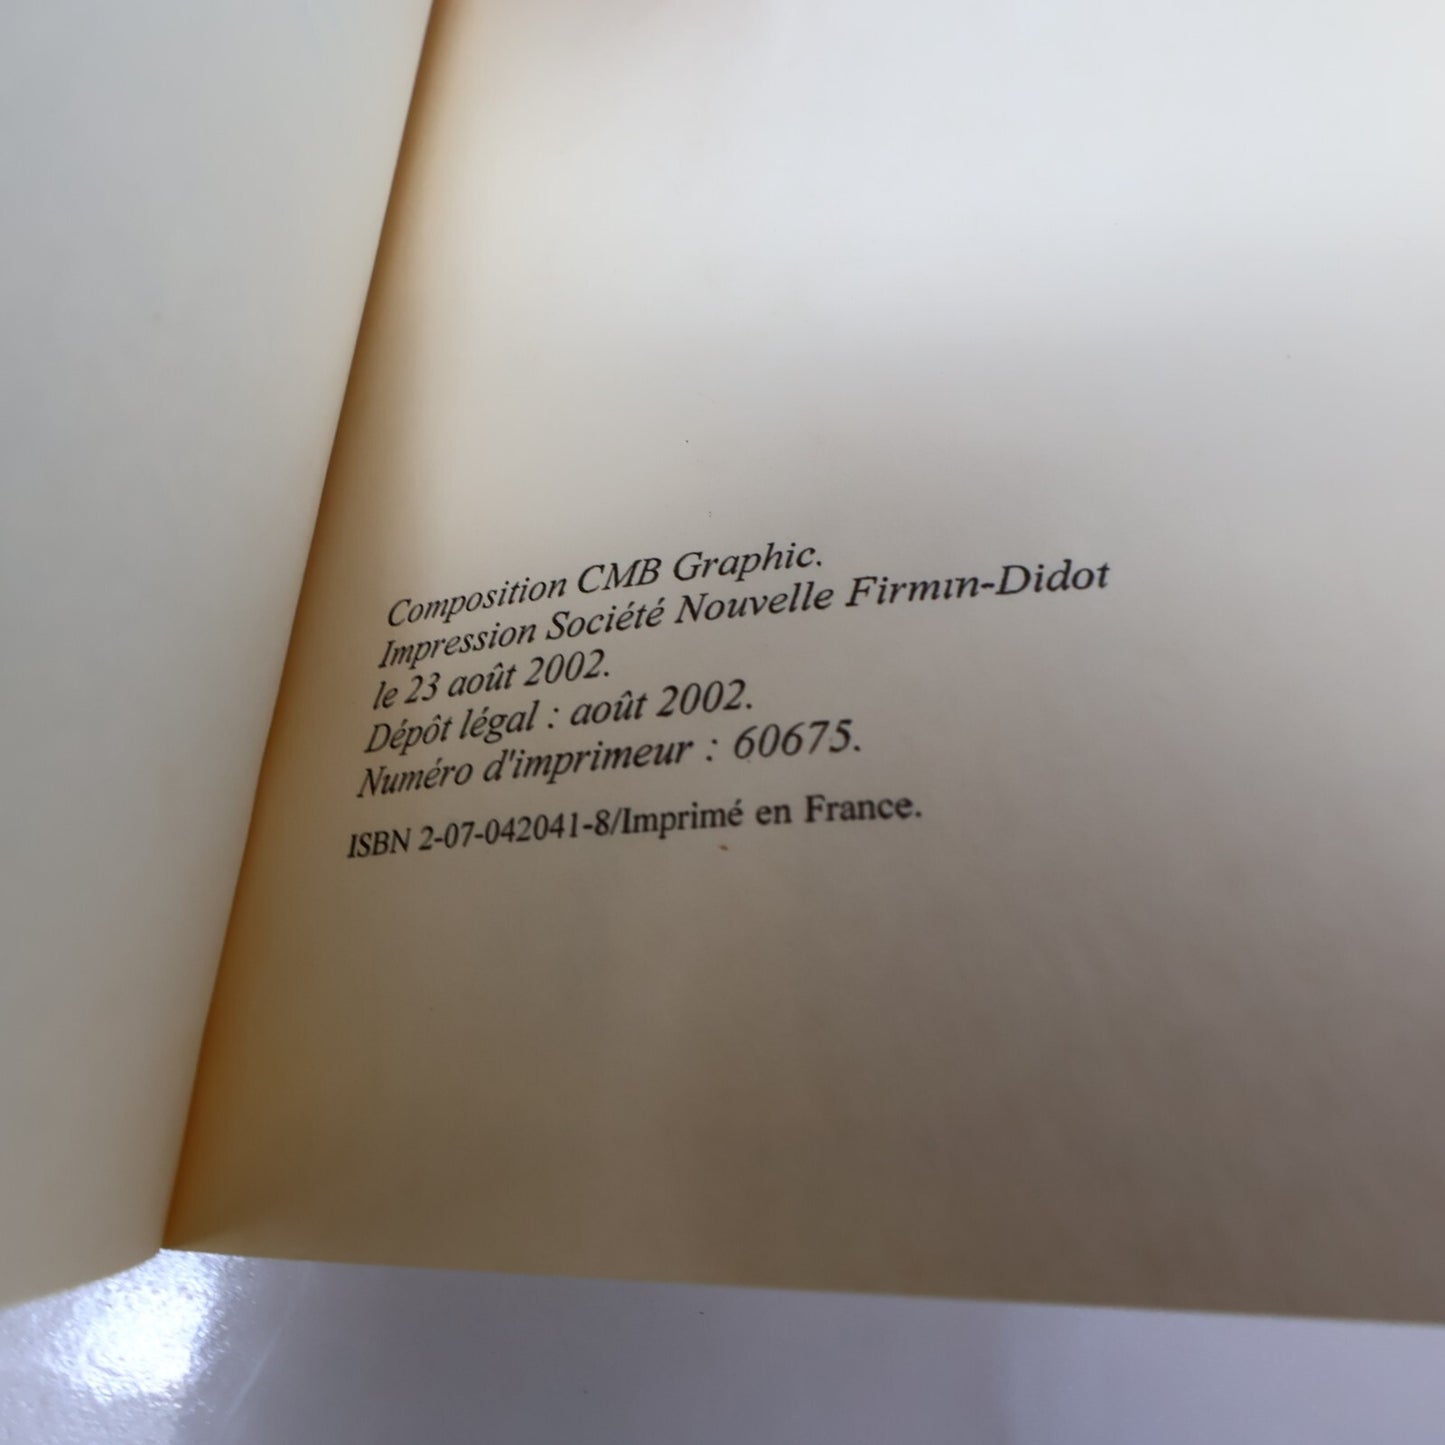 Composition CMB Graphic.
Impression Société Nouvelle Firmin-Didot
le 23 août 2002.
Dépôt légal : août 2002.
Numéro d'imprimeur : 60675.
ISBN 2-07-042041-8/Imprimé en France.